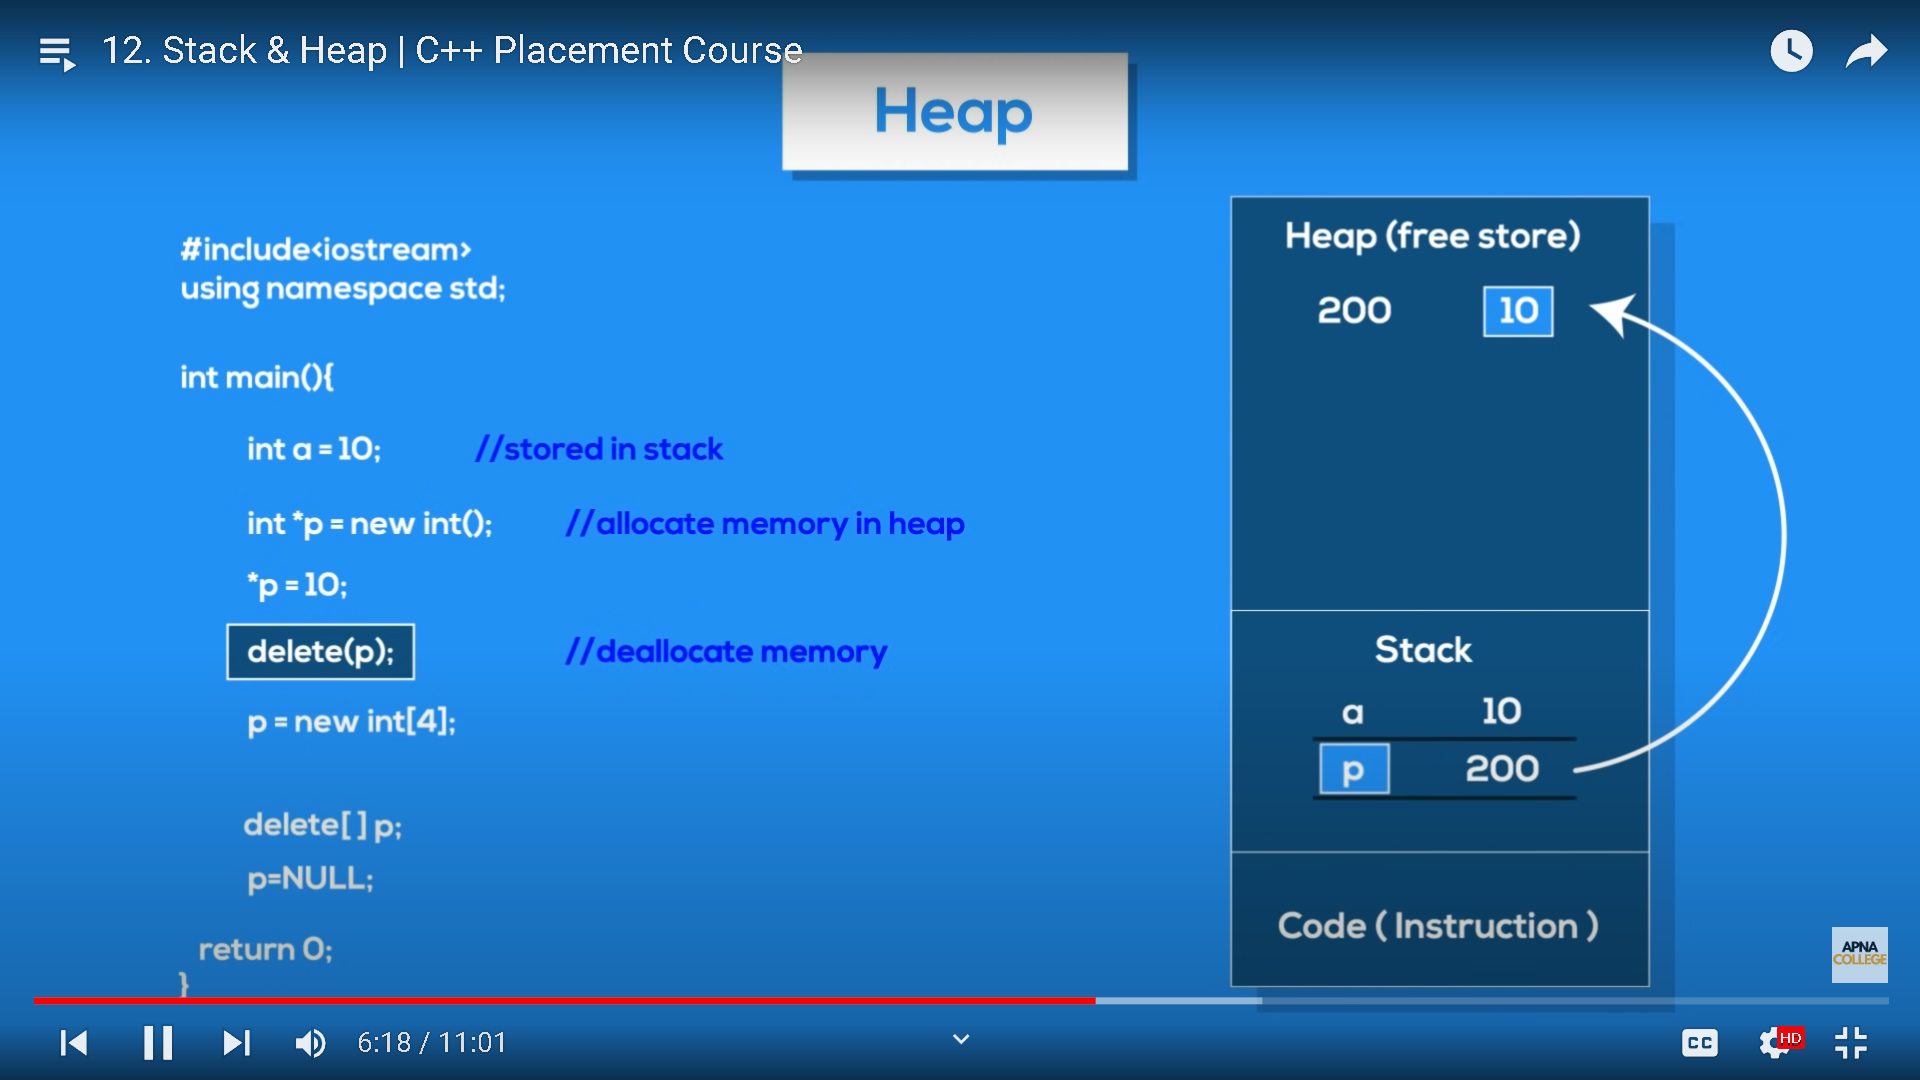 12. Stack & Heap | C++ Placement Course
Heap
#include<iostream>
using namespace std;
int main(){
int a = 10; //stored in stack
int *p = new int(); //allocate memory in heap
*p = 10;
delete(p); //deallocate memory
p = new int[4];
delete[ ] p;
p=NULL;
return 0;
}
Heap (free store)
200 10
Stack
a 10
p 200
Code ( Instruction )
APNA
COLLEGE
6:18 / 11:01
CC
HD